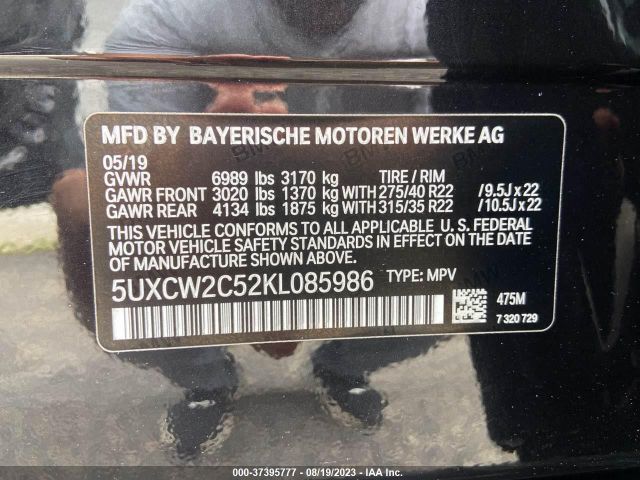 MFD BY BAYERISCHE MOTOREN WERKE AG
05/19
GVWR 6989 lbs 3170 kg TIRE / RIM
GAWR FRONT 3020 lbs 1370 kg WITH 275/40 R22 /9.5J x 22
GAWR REAR 4134 lbs 1875 kg WITH 315/35 R22 /10.5J x 22
THIS VEHICLE CONFORMS TO ALL APPLICABLE U. S. FEDERAL
MOTOR VEHICLE SAFETY STANDARDS IN EFFECT ON THE DATE
OF MANUFACTURE SHOWN ABOVE.
5UXCW2C52KL085986 TYPE: MPV
475M
7 320 729
000-37395777 - 08/19/2023 - IAA Inc.